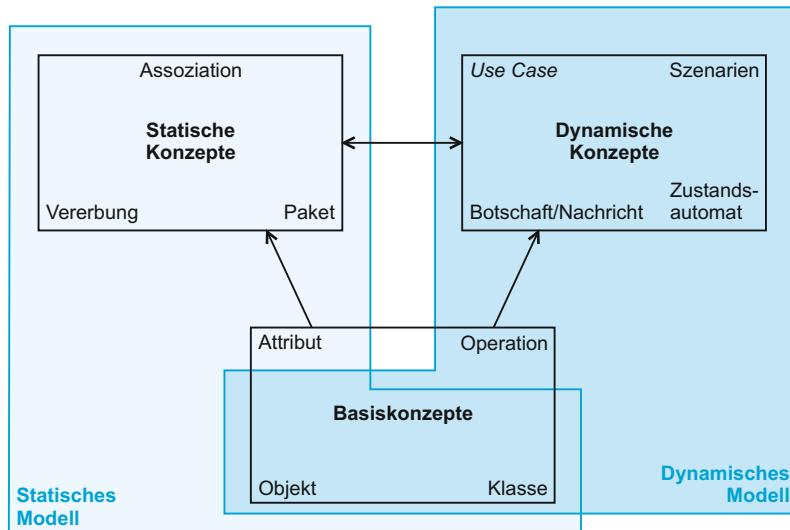 Assoziation
Statische
Konzepte
Vererbung
Paket
Use Case
Szenarien
Dynamische
Konzepte
Botschaft/Nachricht
Zustands-
automat
Attribut
Operation
Basiskonzepte
Objekt
Klasse
Statisches
Modell
Dynamisches
Modell